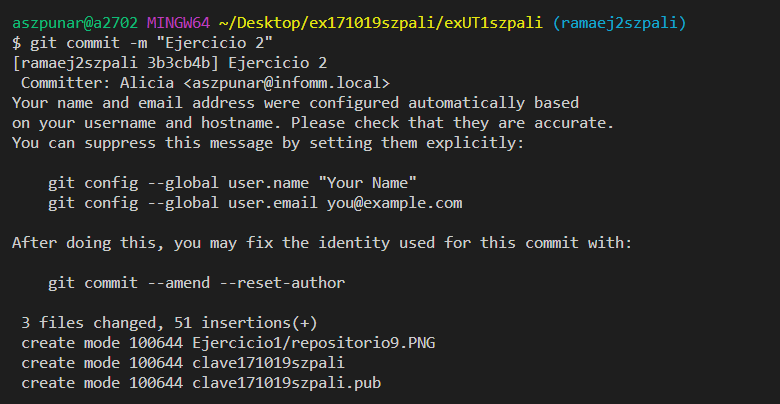 aszpunar@a2702 MINGW64 ~/Desktop/ex171019szpali/exUT1szpali (ramaej2szpali)
$ git commit -m "Ejercicio 2"
[ramaej2szpali 3b3cb4b] Ejercicio 2
 Committer: Alicia <aszpunar@infomm.local>
Your name and email address were configured automatically based
on your username and hostname. Please check that they are accurate.
You can suppress this message by setting them explicitly:

    git config --global user.name "Your Name"
    git config --global user.email you@example.com

After doing this, you may fix the identity used for this commit with:

    git commit --amend --reset-author

 3 files changed, 51 insertions(+)
 create mode 100644 Ejercicio1/repositorio9.PNG
 create mode 100644 clave171019szpali
 create mode 100644 clave171019szpali.pub